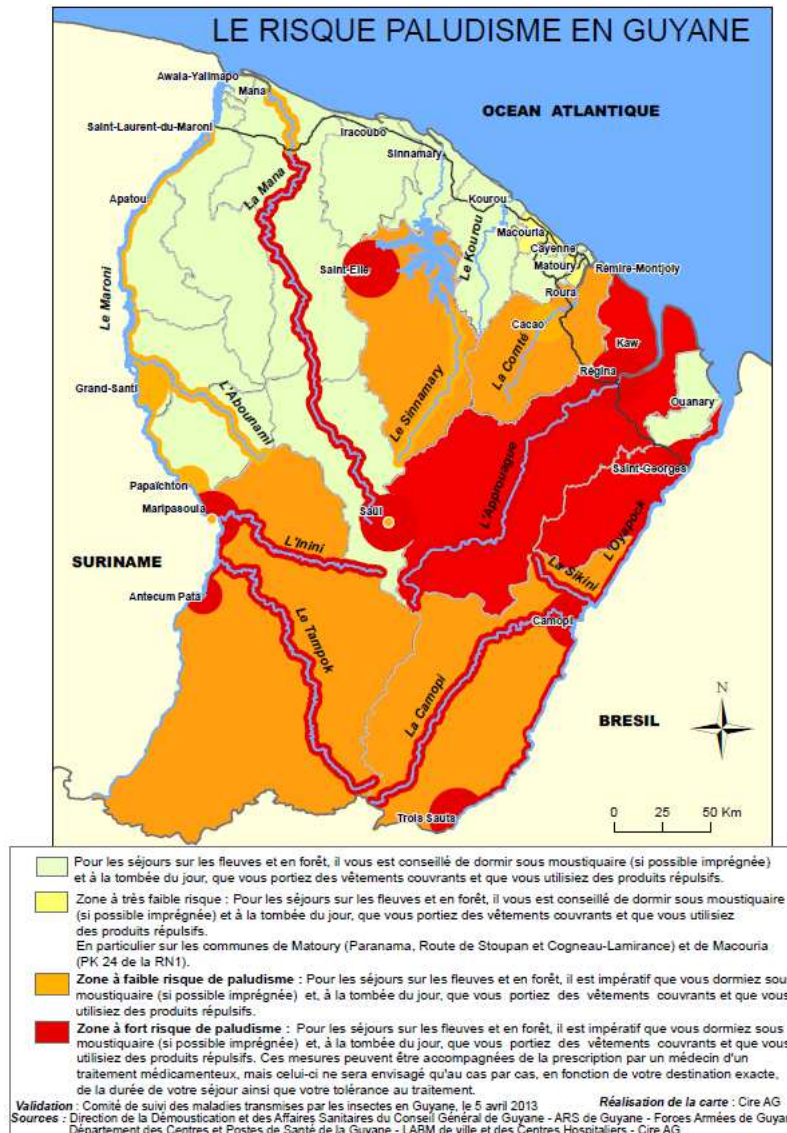 LE RISQUE PALUDISME EN GUYANE
Awala-Yalimapo
Mana
OCEAN ATLANTIQUE
Saint-Laurent-du-Maroni
Iracoubo
Sinnamary
La Mana
Apatou
Kourou
Macouria
Le Kourou
Cayenne
Matoury
Rémire-Montjoly
Saint-Elie
Roura
Le Maroni
Cacao
La Comté
Kaw
Régina
Grand-Santi
L'Abounami
Le Sinnamary
Ouanary
Saint-Georges
Papaïchton
L'Approuague
Maripasoula
Saül
L'Oyapock
L'Inini
SURINAME
La Sikini
Antecum Pata
Camopi
Le Tampok
La Camopi
N
BRESIL
Trois Sauts
0 25 50 Km
Pour les séjours sur les fleuves et en forêt, il vous est conseillé de dormir sous moustiquaire (si possible imprégnée)
et à la tombée du jour, que vous portiez des vêtements couvrants et que vous utilisiez des produits répulsifs.
Zone à très faible risque : Pour les séjours sur les fleuves et en forêt, il vous est conseillé de dormir sous moustiquaire
(si possible imprégnée) et à la tombée du jour, que vous portiez des vêtements couvrants et que vous utilisiez
des produits répulsifs.
En particulier sur les communes de Matoury (Paranama, Route de Stoupan et Cogneau-Lamirance) et de Macouria
(PK 24 de la RN1).
Zone à faible risque de paludisme : Pour les séjours sur les fleuves et en forêt, il est impératif que vous dormiez sous
moustiquaire (si possible imprégnée) et, à la tombée du jour, que vous portiez des vêtements couvrants et que vous
utilisiez des produits répulsifs.
Zone à fort risque de paludisme : Pour les séjours sur les fleuves et en forêt, il est impératif que vous dormiez sous
moustiquaire (si possible imprégnée) et, à la tombée du jour, que vous portiez des vêtements couvrants et que vous
utilisiez des produits répulsifs. Ces mesures peuvent être accompagnées de la prescription par un médecin d'un
traitement médicamenteux, mais celui-ci ne sera envisagé qu'au cas par cas, en fonction de votre destination exacte,
de la durée de votre séjour ainsi que votre tolérance au traitement.
Validation : Comité de suivi des maladies transmises par les insectes en Guyane, le 5 avril 2013 Réalisation de la carte : Cire AG
Sources : Direction de la Démoustication et des Affaires Sanitaires du Conseil Général de Guyane - ARS de Guyane - Forces Armées de Guya
Département des Centres et Postes de Santé de la Guyane - LABM de ville et des Centres Hospitaliers - Cire AG